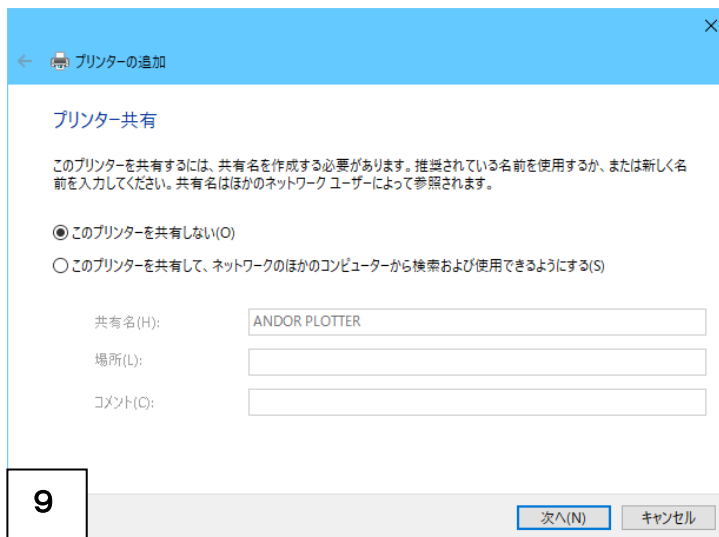 プリンターの追加
プリンター共有
このプリンターを共有するには、共有名を作成する必要があります。推奨されている名前を使用するか、または新しく名
前を入力してください。共有名はほかのネットワーク ユーザーによって参照されます。
このプリンターを共有しない(O)
このプリンターを共有して、ネットワークのほかのコンピューターから検索および使用できるようにする(S)
共有名(H): ANDOR PLOTTER
場所(L):
コメント(C):
9
次へ(N) キャンセル